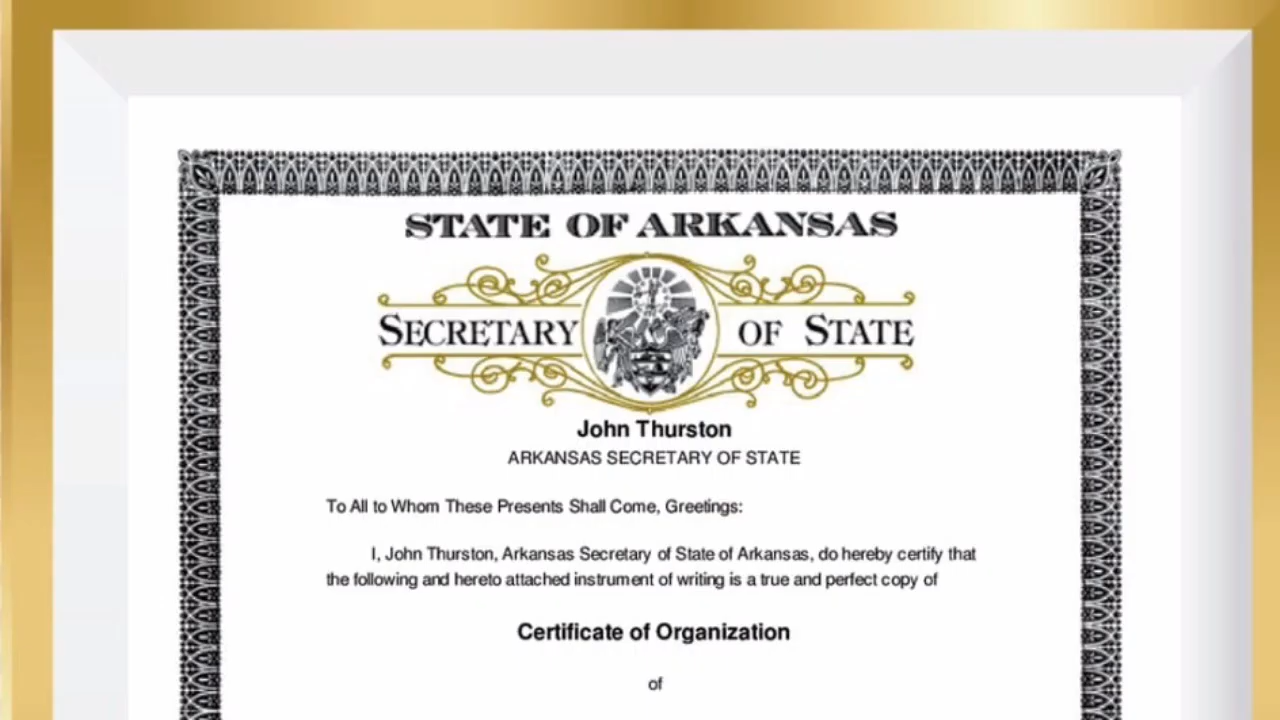 STATE OF ARKANSAS
SECRETARY OF STATE
John Thurston
ARKANSAS SECRETARY OF STATE
To All to Whom These Presents Shall Come, Greetings:
I, John Thurston, Arkansas Secretary of State of Arkansas, do hereby certify that
the following and hereto attached instrument of writing is a true and perfect copy of
Certificate of Organization
of